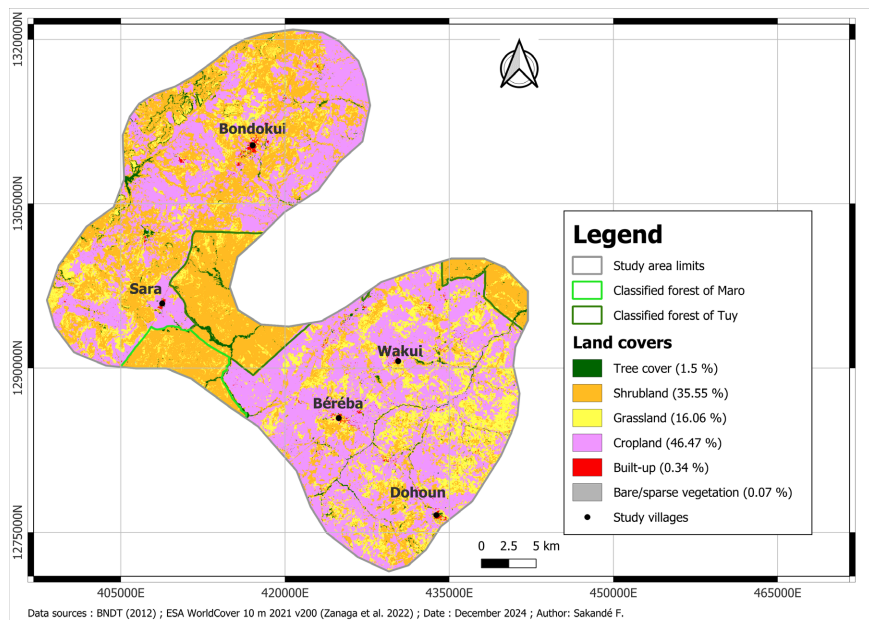 1320000N
Bondokui
1305000N
Legend
Study area limits
Classified forest of Maro
Classified forest of Tuy
Sara
Land covers
Wakui
1290000N
Tree cover (1.5 %)
Shrubland (35.55 %)
Béréba
Grassland (16.06 %)
Cropland (46.47 %)
Built-up (0.34 %)
Dohoun
Bare/sparse vegetation (0.07 %)
Study villages
1275000N
0 2.5 5 km
405000E 420000E 435000E 450000E 465000E
Data sources : BNDT (2012) ; ESA WorldCover 10 m 2021 v200 (Zanaga et al. 2022) ; Date : December 2024 ; Author: Sakandé F.